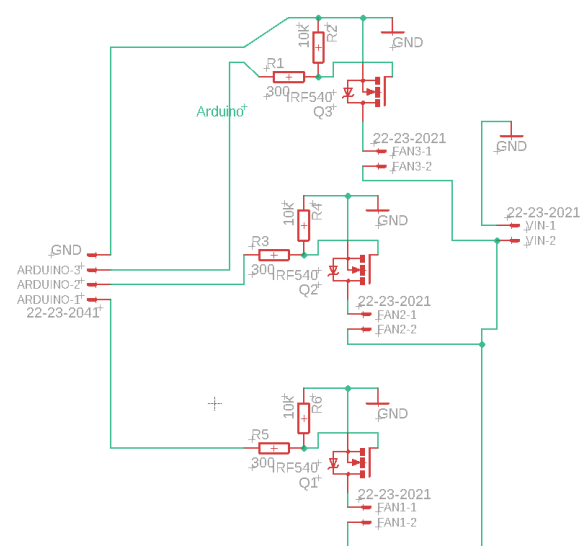 10k
R2
GND
R1
300
IRF540
Q3
Arduino
22-23-2021
FAN3-1
FAN3-2
GND
22-23-2021
VIN-1
VIN-2
10k
R4
GND
R3
300
IRF540
Q2
22-23-2021
FAN2-1
FAN2-2
GND
ARDUINO-3
ARDUINO-2
ARDUINO-1
22-23-2041
10k
R6
GND
R5
300
IRF540
Q1
22-23-2021
FAN1-1
FAN1-2